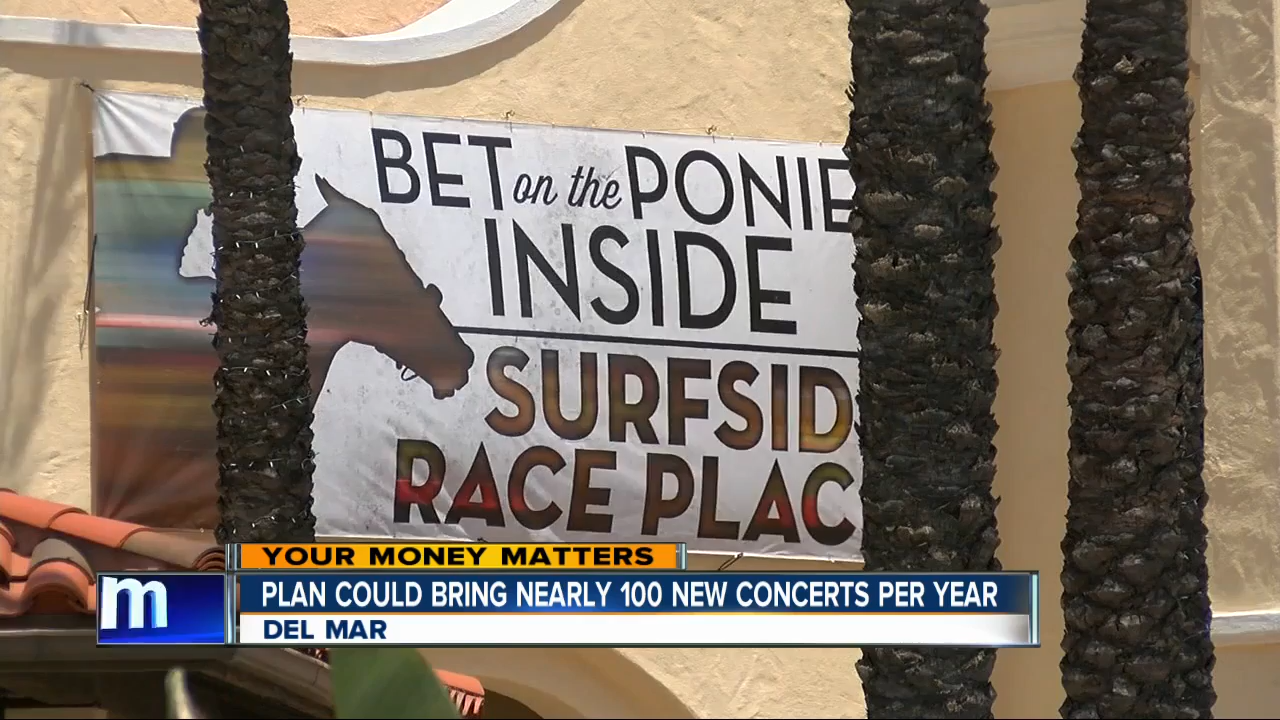 BET on the PONIE
INSIDE
SURFSID
RACE PLAC
YOUR MONEY MATTERS
m PLAN COULD BRING NEARLY 100 NEW CONCERTS PER YEAR
DEL MAR